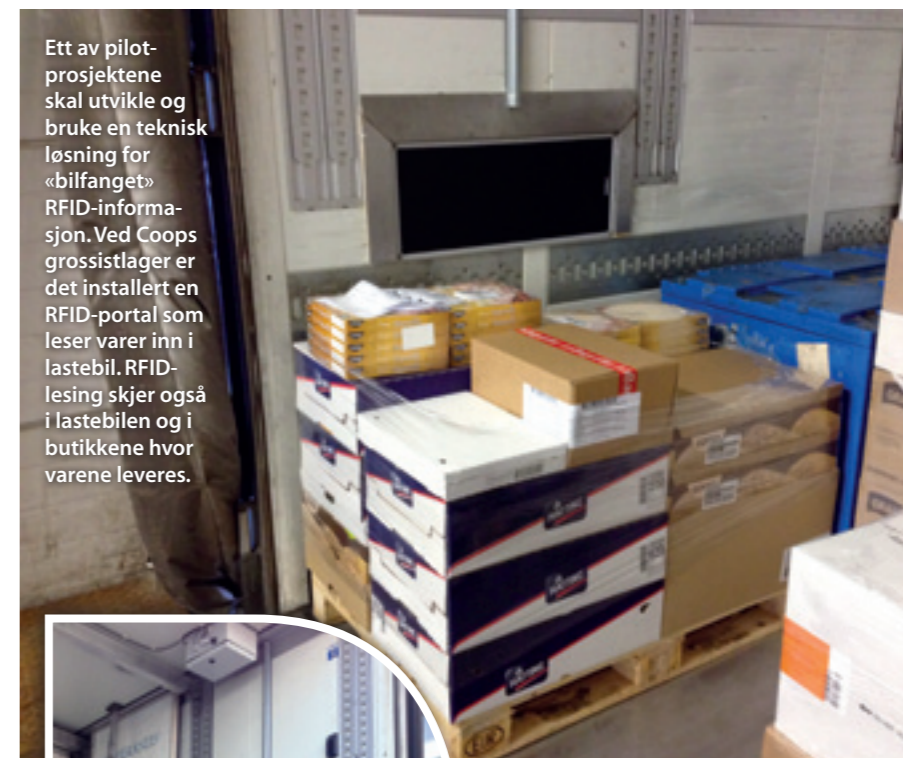 Ett av pilot-
prosjektene
skal utvikle og
bruke en teknisk
løsning for
«bilfanget»
RFID-informa-
sjon. Ved Coops
grossistlager er
det installert en
RFID-portal som
leser varer inn i
lastebil. RFID-
lesing skjer også
i lastebilen og i
butikkene hvor
varene leveres.